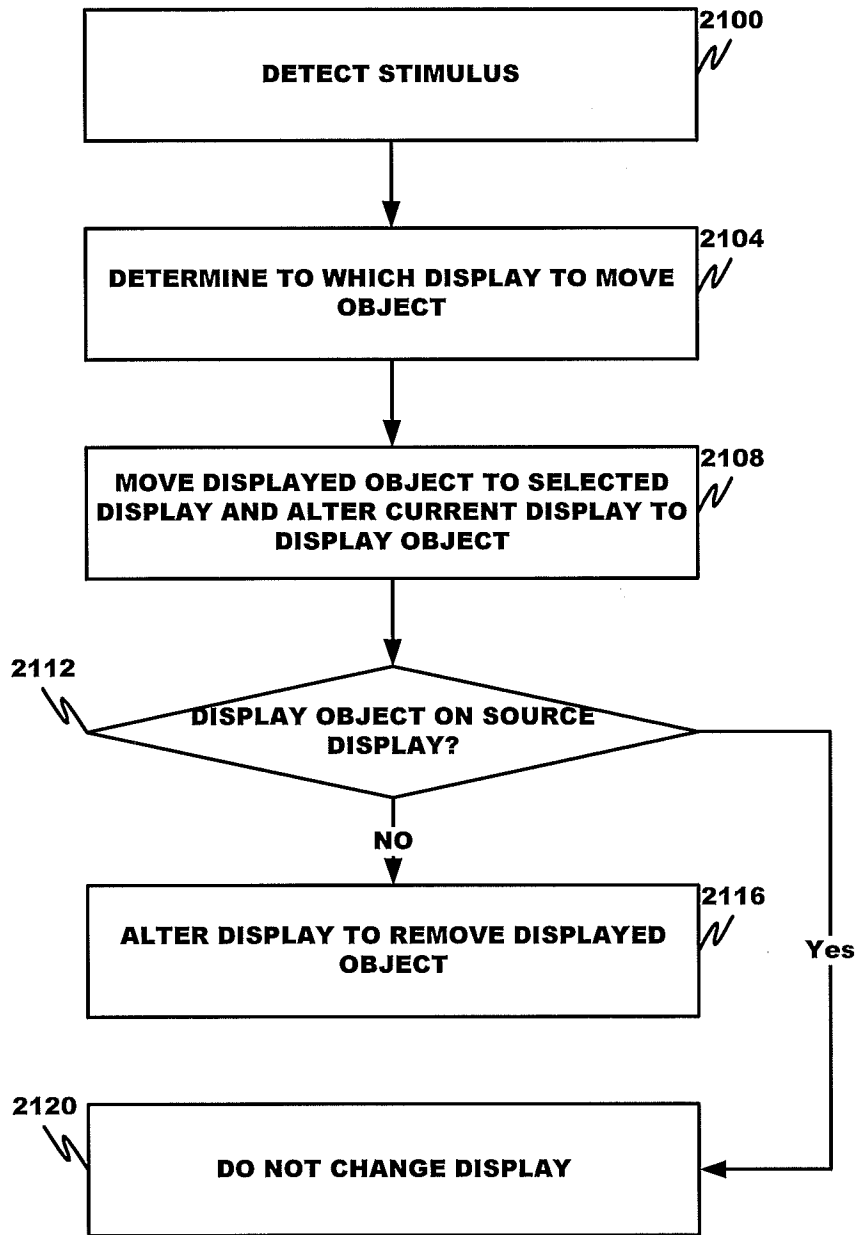 2100
DETECT STIMULUS
2104
DETERMINE TO WHICH DISPLAY TO MOVE
OBJECT
2108
MOVE DISPLAYED OBJECT TO SELECTED
DISPLAY AND ALTER CURRENT DISPLAY TO
DISPLAY OBJECT
2112
DISPLAY OBJECT ON SOURCE
DISPLAY?
NO
2116
ALTER DISPLAY TO REMOVE DISPLAYED
OBJECT
Yes
2120
DO NOT CHANGE DISPLAY